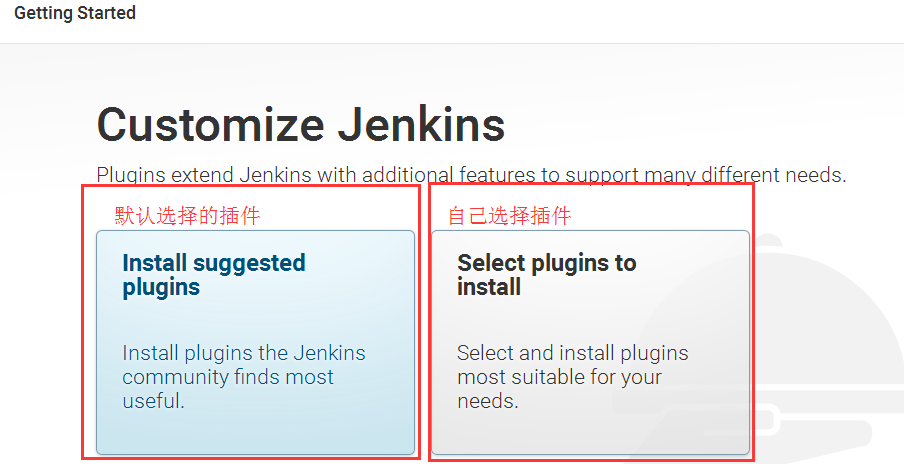 Getting Started
Customize Jenkins
Plugins extend Jenkins with additional features to support many different needs.
默认选择的插件
Install suggested
plugins
Install plugins the Jenkins
community finds most
useful.
自己选择插件
Select plugins to
install
Select and install plugins
most suitable for your
needs.